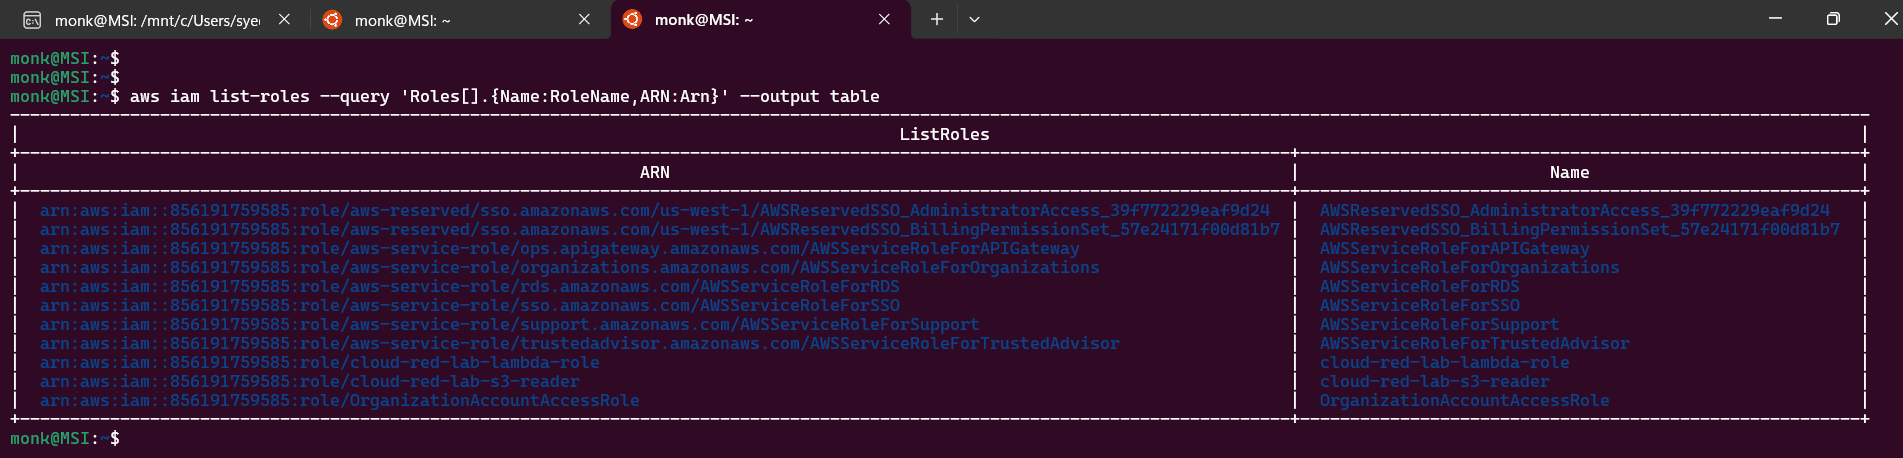 monk@MSI: /mnt/c/Users/sye
monk@MSI: ~
monk@MSI: ~
monk@MSI:~$
monk@MSI:~$
monk@MSI:~$ aws iam list-roles --query 'Roles[].{Name:RoleName,ARN:Arn}' --output table
ListRoles
ARN | Name
arn:aws:iam::856191759585:role/aws-reserved/sso.amazonaws.com/us-west-1/AWSReservedSSO_AdministratorAccess_39f772229eaf9d24 | AWSReservedSSO_AdministratorAccess_39f772229eaf9d24
arn:aws:iam::856191759585:role/aws-reserved/sso.amazonaws.com/us-west-1/AWSReservedSSO_BillingPermissionSet_57e24171f00d81b7 | AWSReservedSSO_BillingPermissionSet_57e24171f00d81b7
arn:aws:iam::856191759585:role/aws-service-role/ops.apigateway.amazonaws.com/AWSServiceRoleForAPIGateway | AWSServiceRoleForAPIGateway
arn:aws:iam::856191759585:role/aws-service-role/organizations.amazonaws.com/AWSServiceRoleForOrganizations | AWSServiceRoleForOrganizations
arn:aws:iam::856191759585:role/aws-service-role/rds.amazonaws.com/AWSServiceRoleForRDS | AWSServiceRoleForRDS
arn:aws:iam::856191759585:role/aws-service-role/sso.amazonaws.com/AWSServiceRoleForSSO | AWSServiceRoleForSSO
arn:aws:iam::856191759585:role/aws-service-role/support.amazonaws.com/AWSServiceRoleForSupport | AWSServiceRoleForSupport
arn:aws:iam::856191759585:role/aws-service-role/trustedadvisor.amazonaws.com/AWSServiceRoleForTrustedAdvisor | AWSServiceRoleForTrustedAdvisor
arn:aws:iam::856191759585:role/cloud-red-lab-lambda-role | cloud-red-lab-lambda-role
arn:aws:iam::856191759585:role/cloud-red-lab-s3-reader | cloud-red-lab-s3-reader
arn:aws:iam::856191759585:role/OrganizationAccountAccessRole | OrganizationAccountAccessRole
monk@MSI:~$